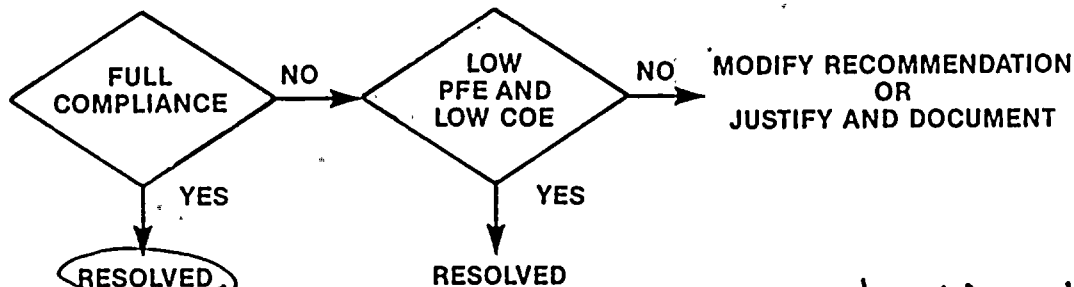 FULL
COMPLIANCE
NO
LOW
PFE AND
LOW COE
NO
MODIFY RECOMMENDATION
OR
JUSTIFY AND DOCUMENT
YES
YES
RESOLVED
RESOLVED